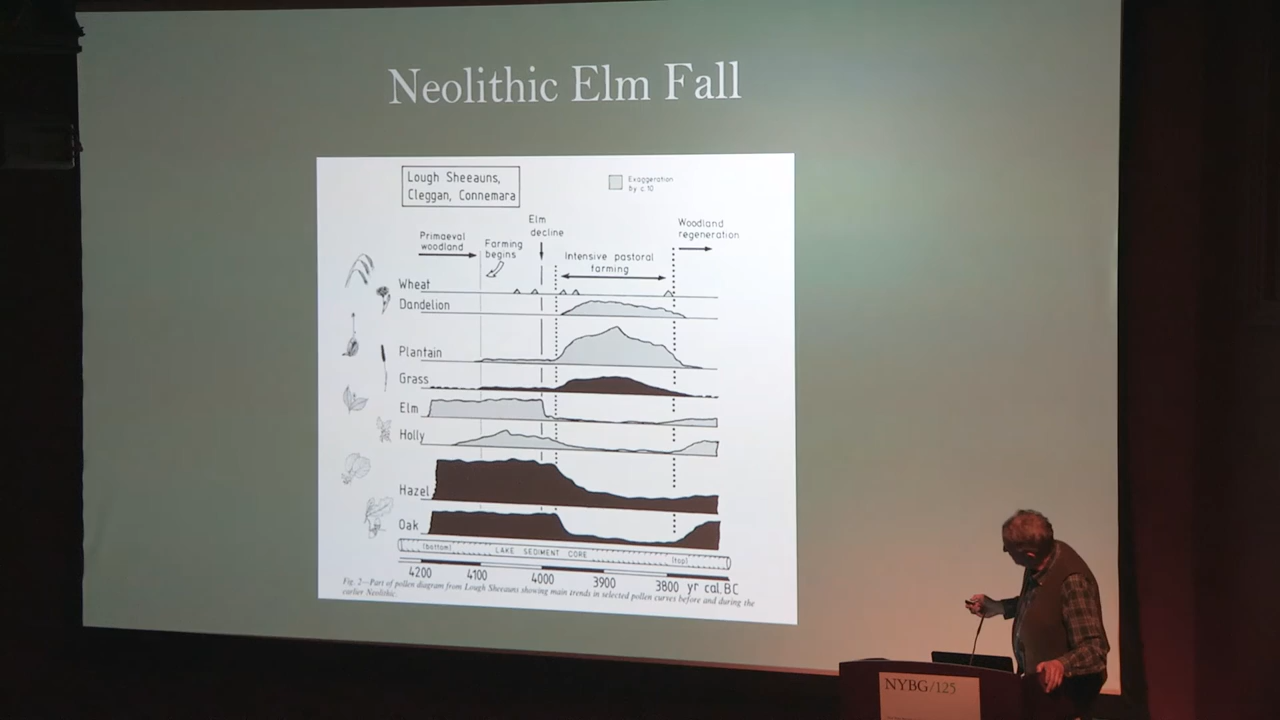 Neolithic Elm Fall
Lough Sheeauns,
Cleggan, Connemara
Exaggeration
by c 10
Elm
decline
Woodland
regeneration
Primaeval
woodland
Farming
begins
Intensive pastoral
farming
Wheat
Dandelion
Plantain
Grass
Elm
Holly
Hazel
Oak
(bottom)
LAKE SEDIMENT CORE
(top)
4200 4100 4000 3900 3800 yr cal. BC
Fig. 2—Part of pollen diagram from Lough Sheeauns showing main trends in selected pollen curves before and during the
earlier Neolithic.
NYBG/125